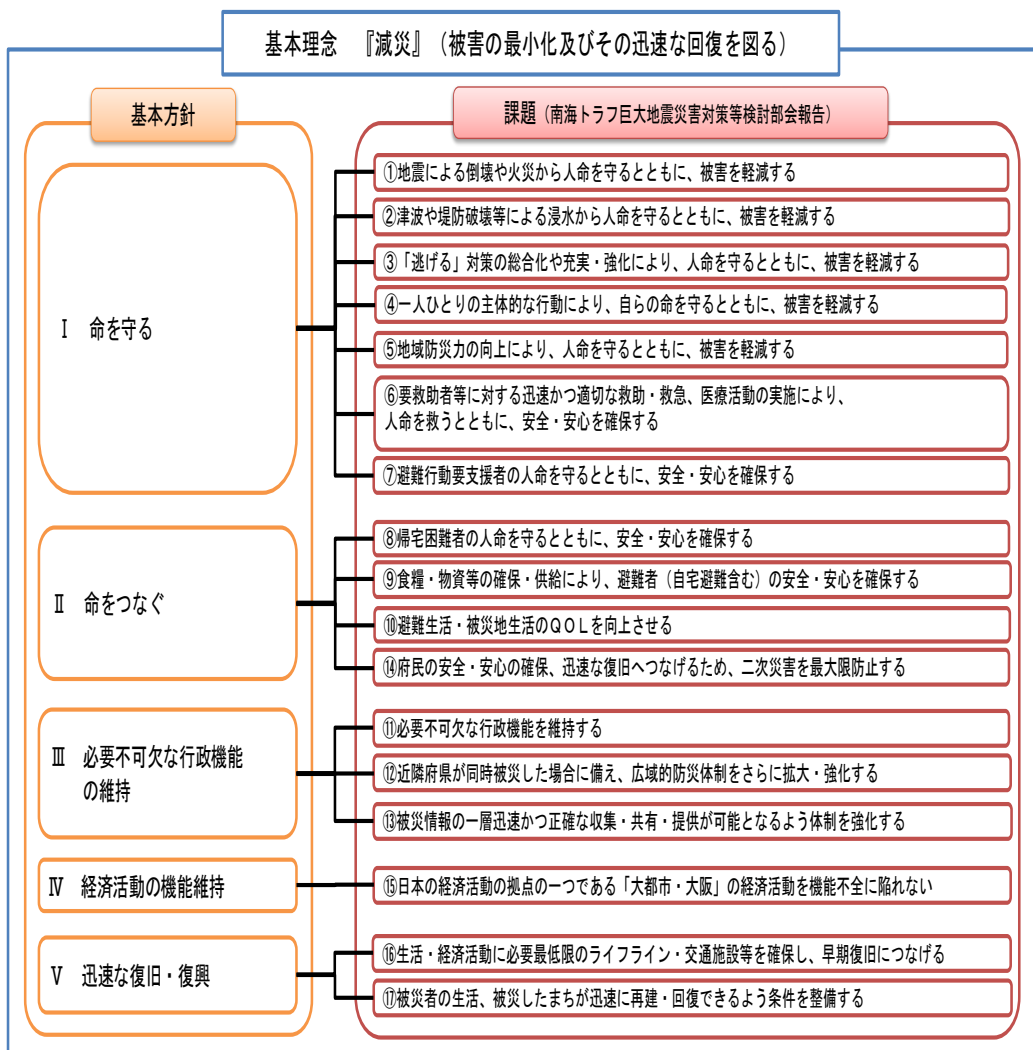 基本理念　『減災』（被害の最小化及びその迅速な回復を図る）
基本方針
課題（南海トラフ巨大地震災害対策等検討部会報告）
Ⅰ　命を守る
①地震による倒壊や火災から人命を守るとともに、被害を軽減する
②津波や堤防破壊等による浸水から人命を守るとともに、被害を軽減する
③「逃げる」対策の総合化や充実・強化により、人命を守るとともに、被害を軽減する
④一人ひとりの主体的な行動により、自らの命を守るとともに、被害を軽減する
⑤地域防災力の向上により、人命を守るとともに、被害を軽減する
⑥要救助者等に対する迅速かつ適切な救助・救急、医療活動の実施により、
人命を救うとともに、安全・安心を確保する
⑦避難行動要支援者の人命を守るとともに、安全・安心を確保する
Ⅱ　命をつなぐ
⑧帰宅困難者の人命を守るとともに、安全・安心を確保する
⑨食糧・物資等の確保・供給により、避難者（自宅避難含む）の安全・安心を確保する
⑩避難生活・被災地生活のＱＯＬを向上させる
⑭府民の安全・安心の確保、迅速な復旧へつなげるため、二次災害を最大限防止する
Ⅲ　必要不可欠な行政機能
の維持
⑪必要不可欠な行政機能を維持する
⑫近隣府県が同時被災した場合に備え、広域的防災体制をさらに拡大・強化する
⑬被災情報の一層迅速かつ正確な収集・共有・提供が可能となるよう体制を強化する
Ⅳ　経済活動の機能維持
⑮日本の経済活動の拠点の一つである「大都市・大阪」の経済活動を機能不全に陥れない
Ⅴ　迅速な復旧・復興
⑯生活・経済活動に必要最低限のライフライン・交通施設等を確保し、早期復旧につなげる
⑰被災者の生活、被災したまちが迅速に再建・回復できるよう条件を整備する